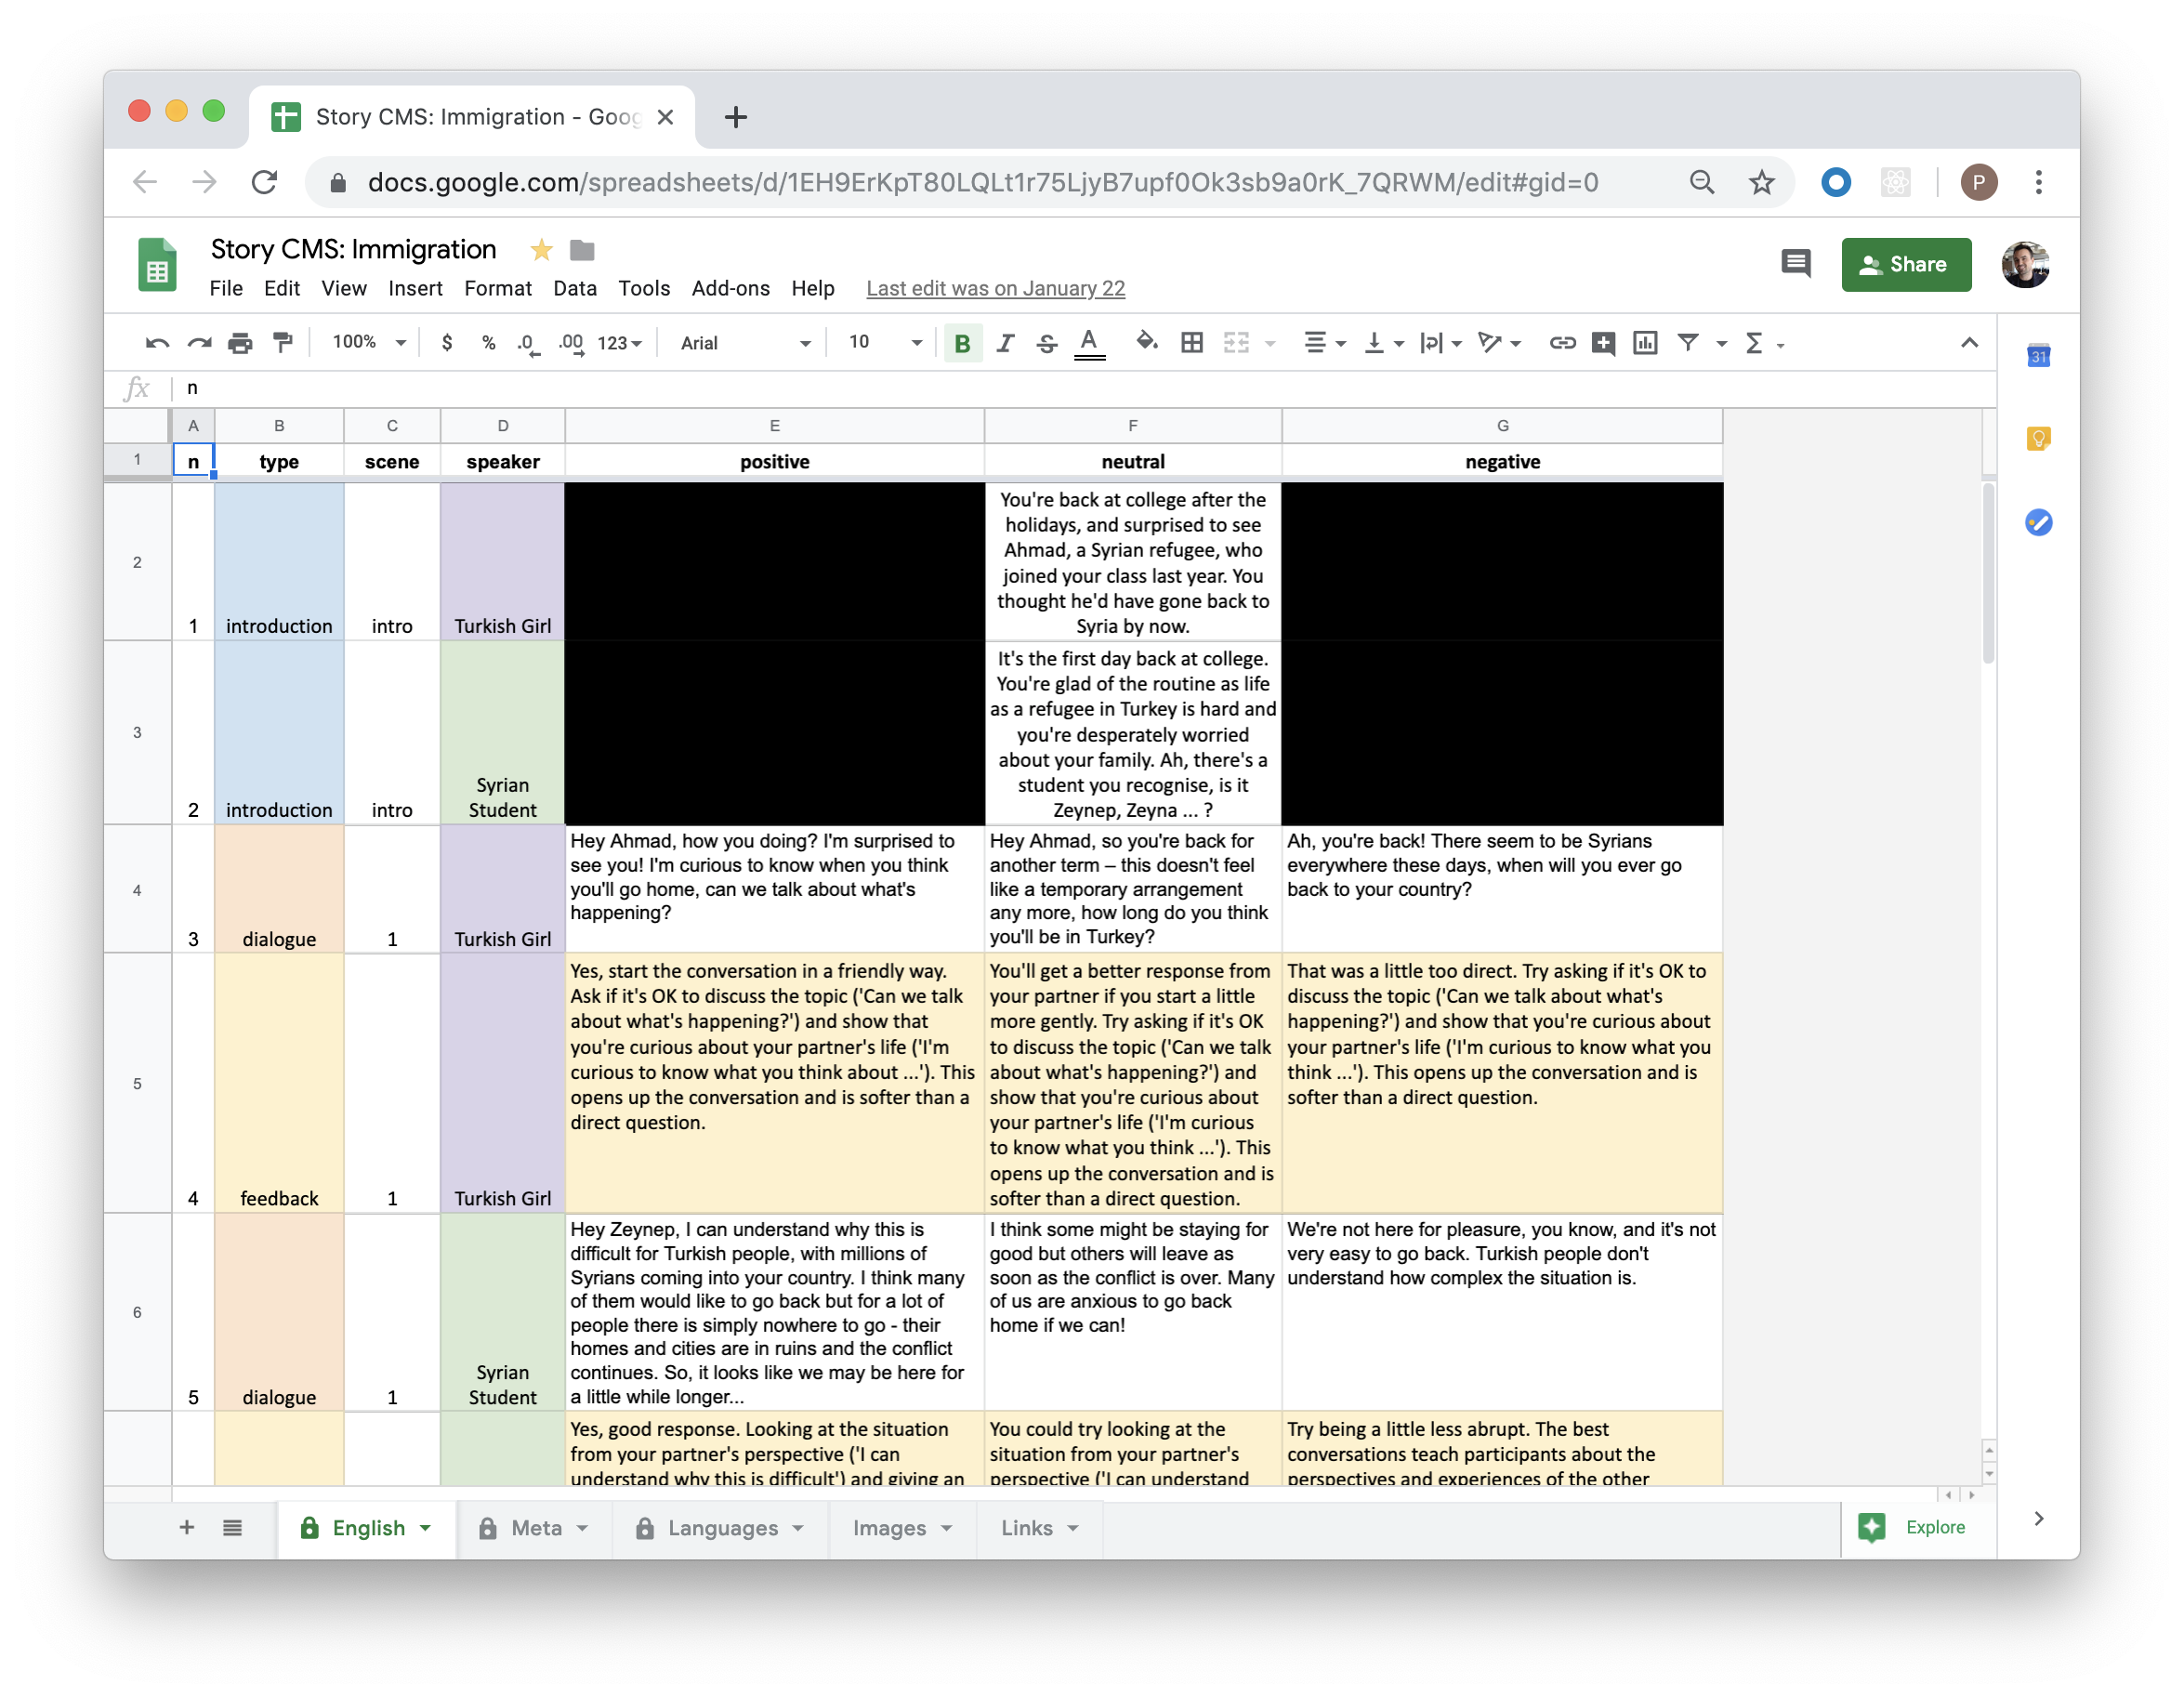 Story CMS: Immigration - Goog
docs.google.com/spreadsheets/d/1EH9ErKpT80LQLt1r75LjyB7upf0Ok3sb9a0rK_7QRWM/edit#gid=0
P
Story CMS: Immigration
Share
File Edit View Insert Format Data Tools Add-ons Help Last edit was on January 22
100% $ % .0 .00 123 Arial 10 B I S A Σ
31
fx n
A B C D E F G
1 n type scene speaker positive neutral negative
You're back at college after the
holidays, and surprised to see
Ahmad, a Syrian refugee, who
joined your class last year. You
thought he'd have gone back to
Syria by now.
2
1 introduction intro Turkish Girl
It's the first day back at college.
You're glad of the routine as life
as a refugee in Turkey is hard and
you're desperately worried
about your family. Ah, there's a
student you recognise, is it
Zeynep, Zeyna ... ?
3
2 introduction intro
Syrian
Student
4
3 dialogue 1 Turkish Girl
Hey Ahmad, how you doing? I'm surprised to
see you! I'm curious to know when you think
you'll go home, can we talk about what's
happening?
Hey Ahmad, so you're back for
another term – this doesn't feel
like a temporary arrangement
any more, how long do you think
you'll be in Turkey?
Ah, you're back! There seem to be Syrians
everywhere these days, when will you ever go
back to your country?
5
4 feedback 1 Turkish Girl
Yes, start the conversation in a friendly way.
Ask if it's OK to discuss the topic ('Can we talk
about what's happening?') and show that
you're curious about your partner's life ('I'm
curious to know what you think about ...'). This
opens up the conversation and is softer than a
direct question.
You'll get a better response from
your partner if you start a little
more gently. Try asking if it's OK
to discuss the topic ('Can we talk
about what's happening?') and
show that you're curious about
your partner's life ('I'm curious
to know what you think ...'). This
opens up the conversation and is
softer than a direct question.
That was a little too direct. Try asking if it's OK to
discuss the topic ('Can we talk about what's
happening?') and show that you're curious about
your partner's life ('I'm curious to know what you
think ...'). This opens up the conversation and is
softer than a direct question.
6
5 dialogue 1
Syrian
Student
Hey Zeynep, I can understand why this is
difficult for Turkish people, with millions of
Syrians coming into your country. I think many
of them would like to go back but for a lot of
people there is simply nowhere to go - their
homes and cities are in ruins and the conflict
continues. So, it looks like we may be here for
a little while longer...
I think some might be staying for
good but others will leave as
soon as the conflict is over. Many
of us are anxious to go back
home if we can!
We're not here for pleasure, you know, and it's not
very easy to go back. Turkish people don't
understand how complex the situation is.
Yes, good response. Looking at the situation
from your partner's perspective ('I can
understand why this is difficult') and giving an
You could try looking at the
situation from your partner's
perspective ('I can understand
Try being a little less abrupt. The best
conversations teach participants about the
perspectives and experiences of the other
English Meta Languages Images Links Explore